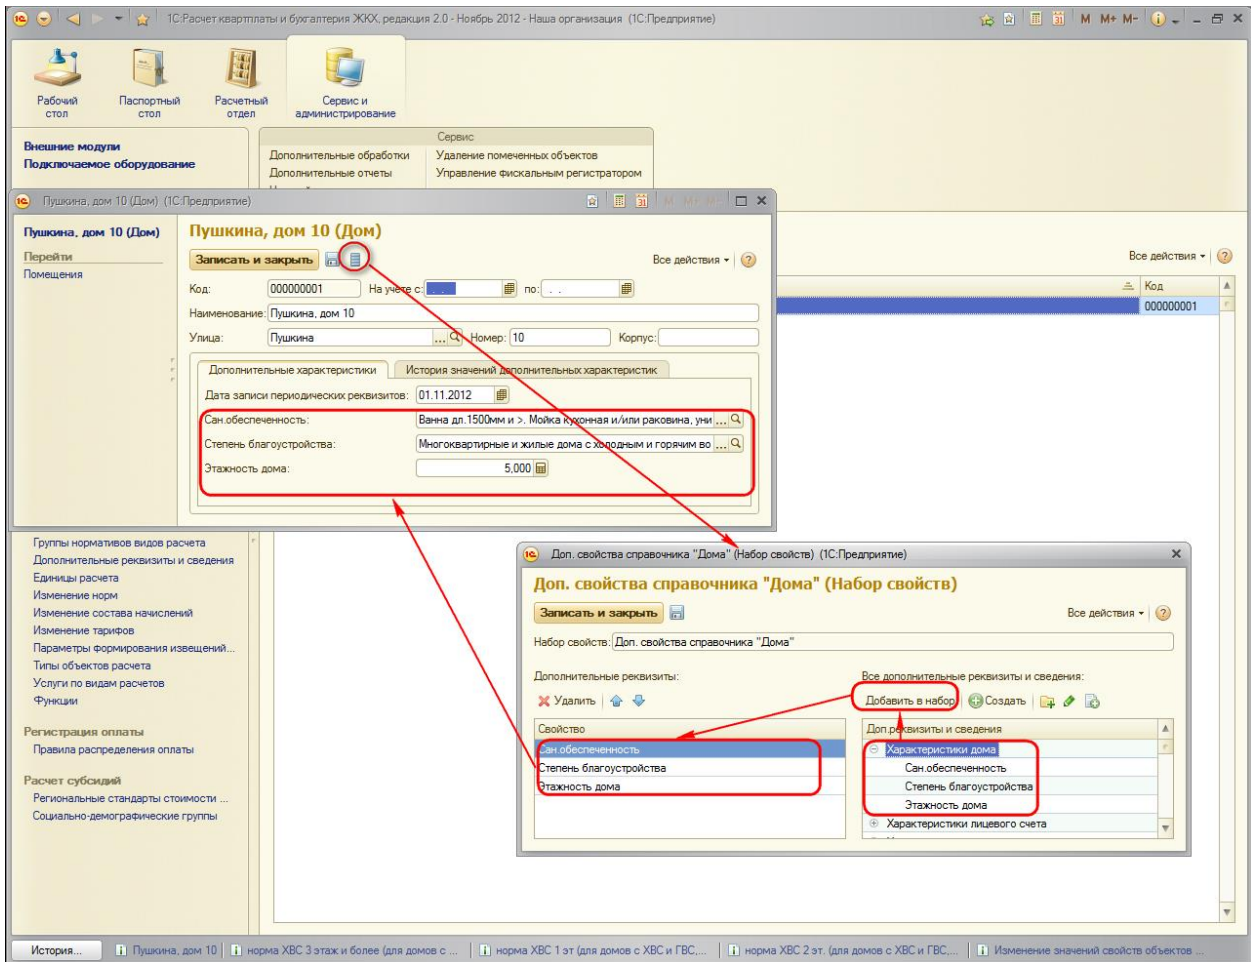 1С:Расчет квартплаты и бухгалтерия ЖКХ, редакция 2.0 - Ноябрь 2012 - Наша организация (1С:Предприятие)
M M+ M-
Рабочий стол
Паспортный стол
Расчетный отдел
Сервис и администрирование
Внешние модули
Подключаемое оборудование
Сервис
Дополнительные обработки
Удаление помеченных объектов
Дополнительные отчеты
Управление фискальным регистратором
Пушкина, дом 10 (Дом) (1С:Предприятие)
M M+ M-
Пушкина, дом 10 (Дом)
Перейти
Помещения
Пушкина, дом 10 (Дом)
Записать и закрыть
Все действия
Код: 000000001 На учете с: . . по: . .
Наименование: Пушкина, дом 10
Улица: Пушкина ... Номер: 10 Корпус:
Дополнительные характеристики
История значений дополнительных характеристик
Дата записи периодических реквизитов: 01.11.2012
Сан.обеспеченность: Ванна дл.1500мм и >. Мойка кухонная и/или раковина, уни ...
Степень благоустройства: Многоквартирные и жилые дома с холодным и горячим во ...
Этажность дома: 5,000
Все действия
Код
000000001
Группы нормативов видов расчета
Дополнительные реквизиты и сведения
Единицы расчета
Изменение норм
Изменение состава начислений
Изменение тарифов
Параметры формирования извещений...
Типы объектов расчета
Услуги по видам расчетов
Функции
Регистрация оплаты
Правила распределения оплаты
Расчет субсидий
Региональные стандарты стоимости ...
Социально-демографические группы
Доп. свойства справочника "Дома" (Набор свойств) (1С:Предприятие)
Доп. свойства справочника "Дома" (Набор свойств)
Записать и закрыть
Все действия
Набор свойств: Доп. свойства справочника "Дома"
Дополнительные реквизиты:
Удалить
Свойство
Сан.обеспеченность
Степень благоустройства
Этажность дома
Все дополнительные реквизиты и сведения:
Добавить в набор
Создать
Доп.реквизиты и сведения
Характеристики дома
Сан.обеспеченность
Степень благоустройства
Этажность дома
Характеристики лицевого счета
История...
Пушкина, дом 10
норма ХВС 3 этаж и более (для домов с ...
норма ХВС 1 эт (для домов с ХВС и ГВС,...
норма ХВС 2 эт. (для домов с ХВС и ГВС,...
Изменение значений свойств объектов ...